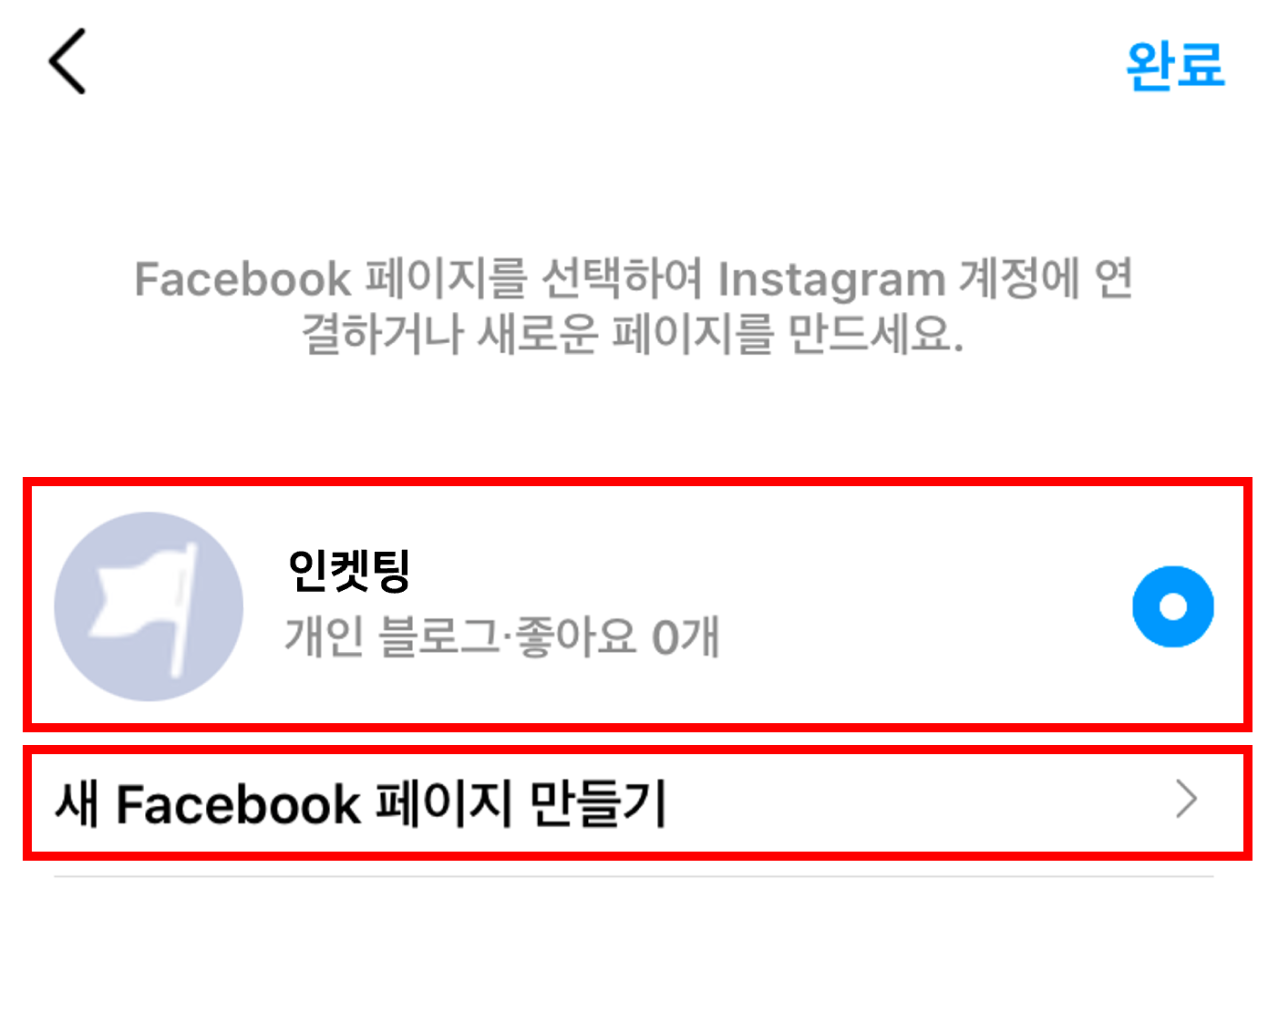 완료
Facebook 페이지를 선택하여 Instagram 계정에 연
결하거나 새로운 페이지를 만드세요.
인켓팅
개인 블로그·좋아요 0개
새 Facebook 페이지 만들기